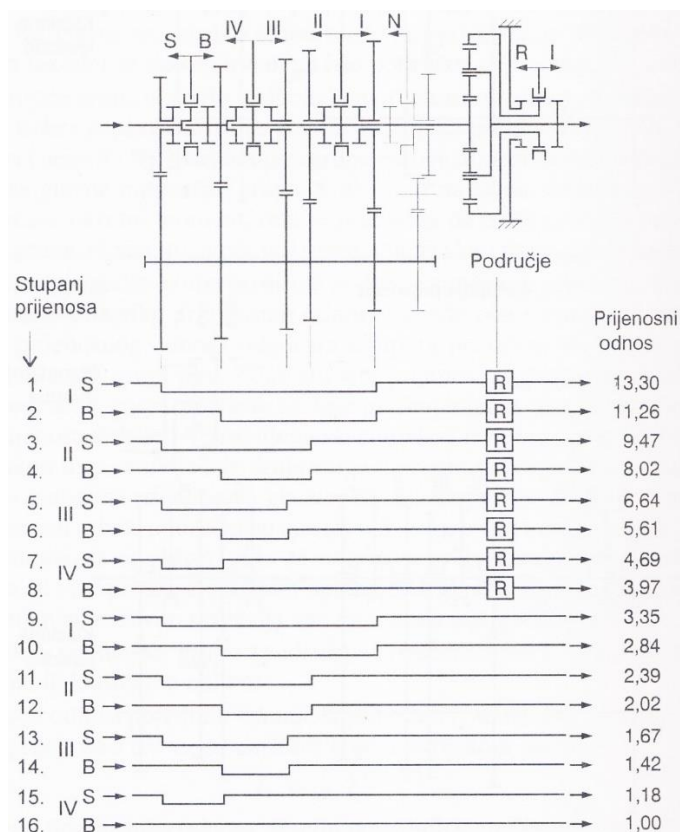 S B IV III II I N R I
Područje
Stupanj prijenosa
Prijenosni odnos
1. I S R 13,30
2. B R 11,26
3. II S R 9,47
4. B R 8,02
5. III S R 6,64
6. B R 5,61
7. IV S R 4,69
8. B R 3,97
9. I S 3,35
10. B 2,84
11. II S 2,39
12. B 2,02
13. III S 1,67
14. B 1,42
15. IV S 1,18
16. B 1,00